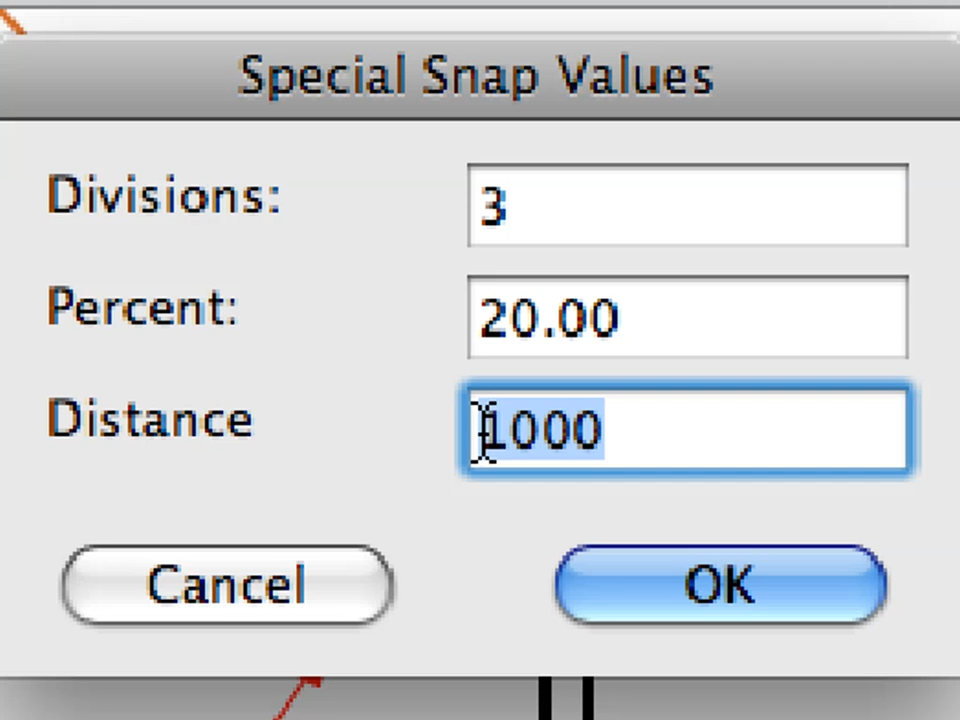 Special Snap Values
Divisions: 3
Percent: 20.00
Distance 1000
Cancel OK